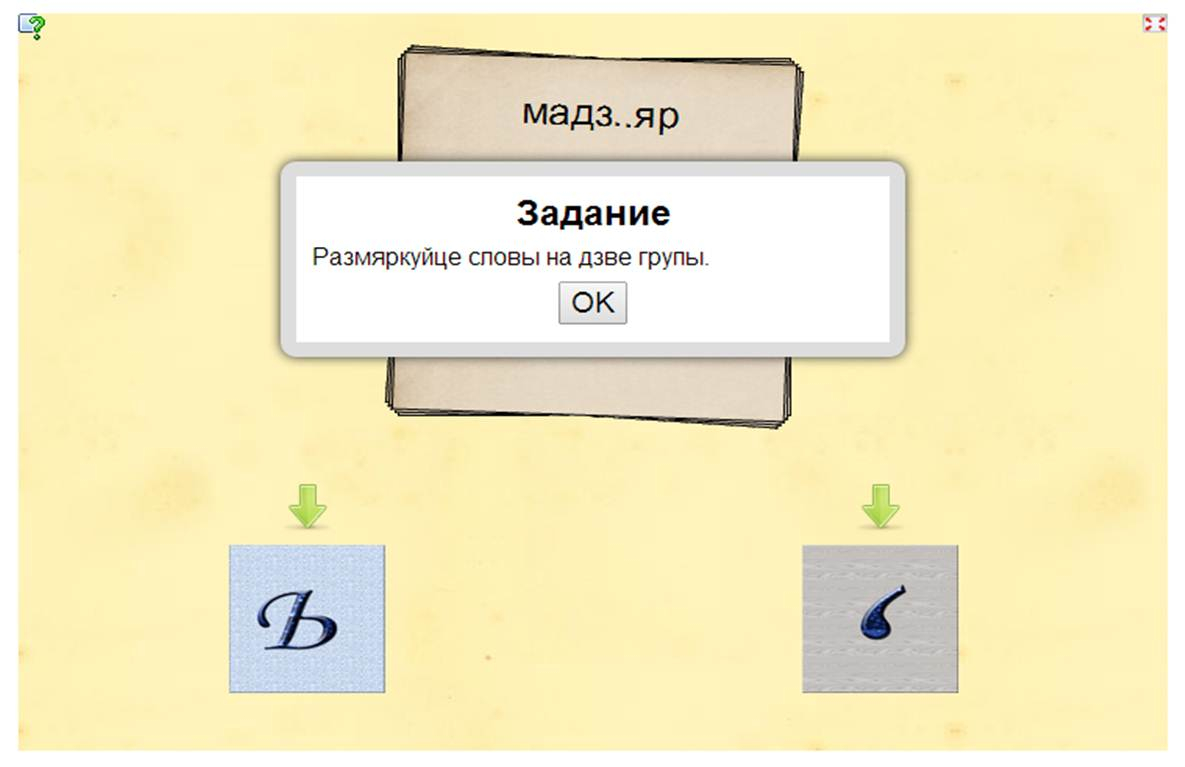 мадз..яр
Задание
Размяркуйце словы на дзве групы.
OK
Ь
‘